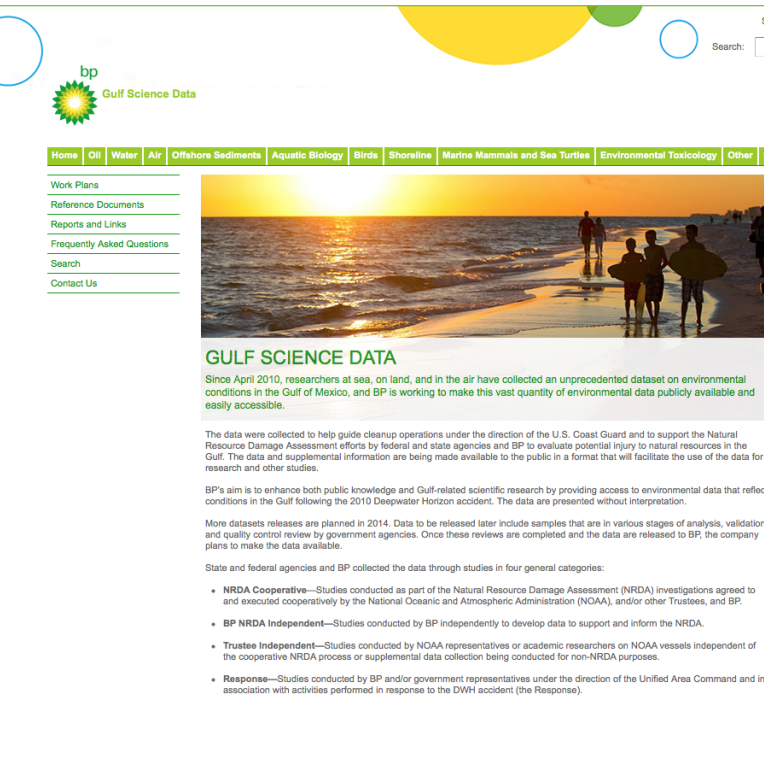 S
Search:
bp
Gulf Science Data
Home Oil Water Air Offshore Sediments Aquatic Biology Birds Shoreline Marine Mammals and Sea Turtles Environmental Toxicology Other
Work Plans
Reference Documents
Reports and Links
Frequently Asked Questions
Search
Contact Us
GULF SCIENCE DATA
Since April 2010, researchers at sea, on land, and in the air have collected an unprecedented dataset on environmental
conditions in the Gulf of Mexico, and BP is working to make this vast quantity of environmental data publicly available and
easily accessible.
The data were collected to help guide cleanup operations under the direction of the U.S. Coast Guard and to support the Natural
Resource Damage Assessment efforts by federal and state agencies and BP to evaluate potential injury to natural resources in the
Gulf. The data and supplemental information are being made available to the public in a format that will facilitate the use of the data for
research and other studies.
BP's aim is to enhance both public knowledge and Gulf-related scientific research by providing access to environmental data that reflec
conditions in the Gulf following the 2010 Deepwater Horizon accident. The data are presented without interpretation.
More datasets releases are planned in 2014. Data to be released later include samples that are in various stages of analysis, validation
and quality control review by government agencies. Once these reviews are completed and the data are released to BP, the company
plans to make the data available.
State and federal agencies and BP collected the data through studies in four general categories:
• NRDA Cooperative—Studies conducted as part of the Natural Resource Damage Assessment (NRDA) investigations agreed to
and executed cooperatively by the National Oceanic and Atmospheric Administration (NOAA), and/or other Trustees, and BP.
• BP NRDA Independent—Studies conducted by BP independently to develop data to support and inform the NRDA.
• Trustee Independent—Studies conducted by NOAA representatives or academic researchers on NOAA vessels independent of
the cooperative NRDA process or supplemental data collection being conducted for non-NRDA purposes.
• Response—Studies conducted by BP and/or government representatives under the direction of the Unified Area Command and in
association with activities performed in response to the DWH accident (the Response).